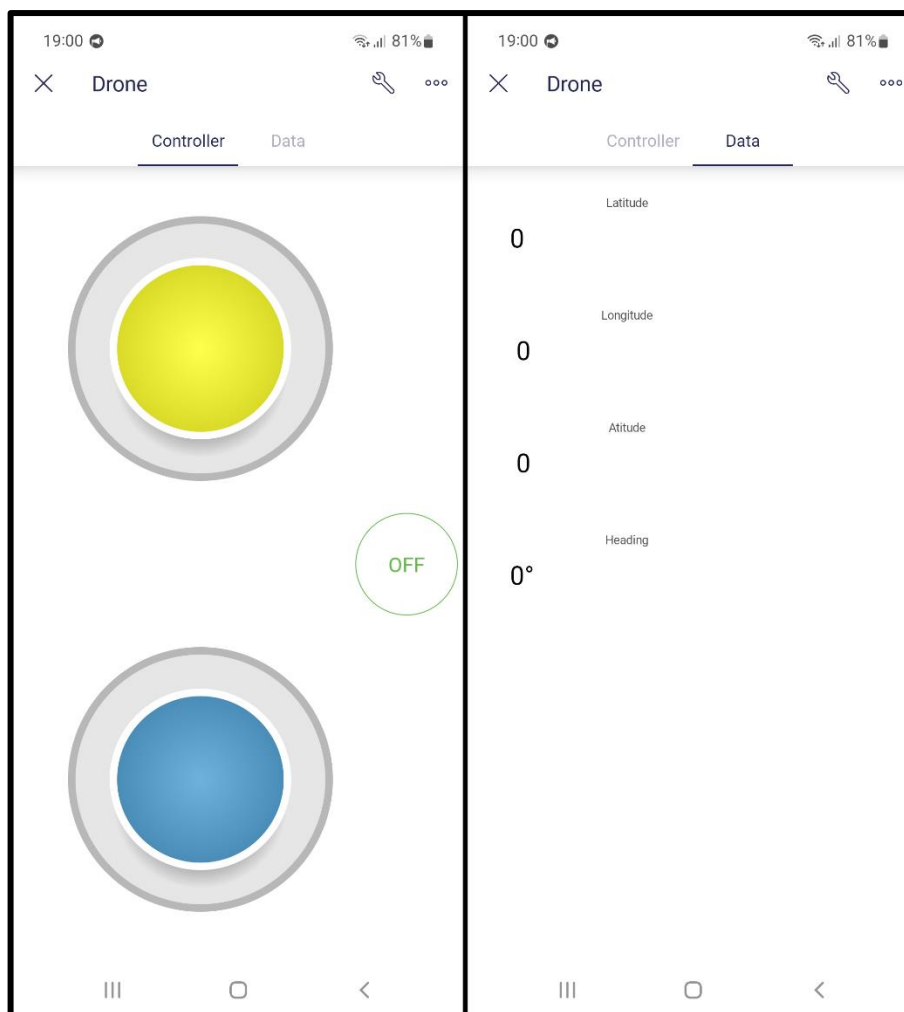 19:00 81%
Drone
Controller Data
OFF
19:00 81%
Drone
Controller Data
Latitude
0
Longitude
0
Atitude
0
Heading
0°